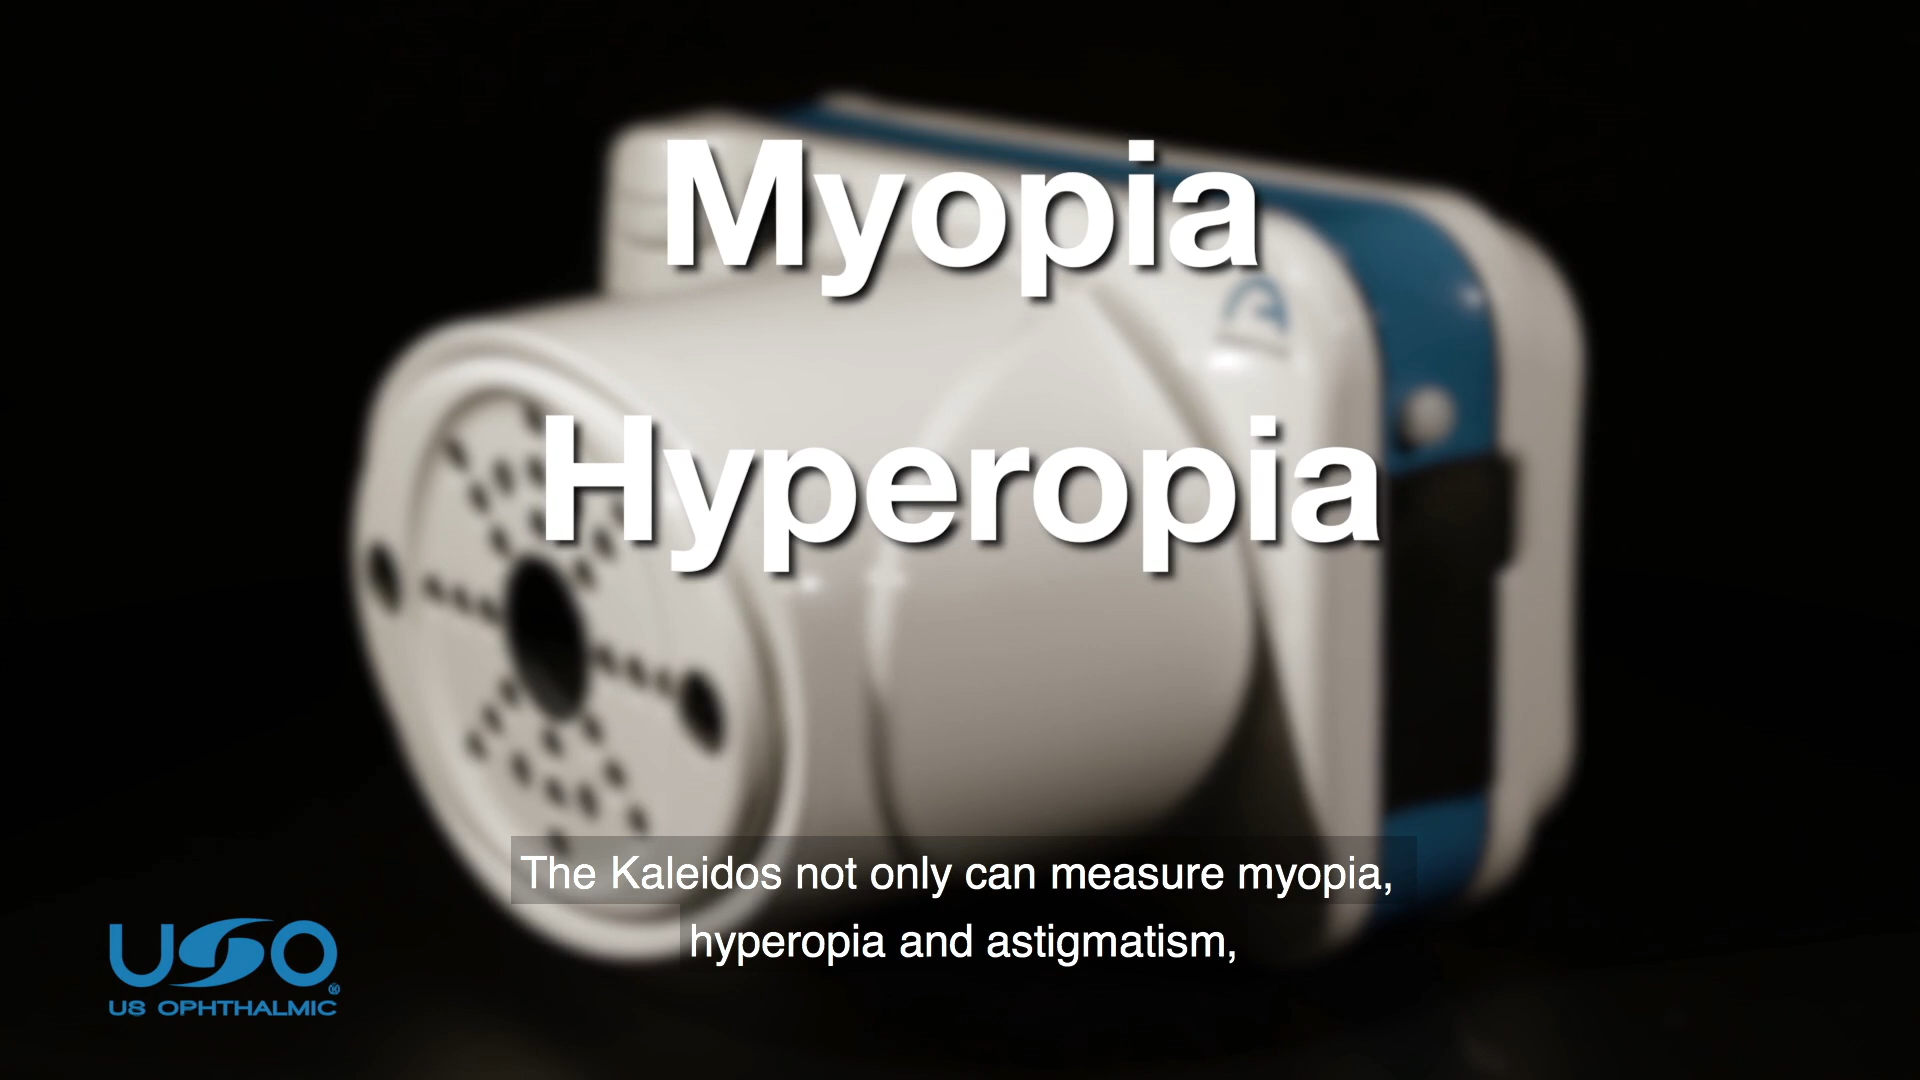 Myopia
Hyperopia
The Kaleidos not only can measure myopia,
hyperopia and astigmatism,
USO
US OPHTHALMIC